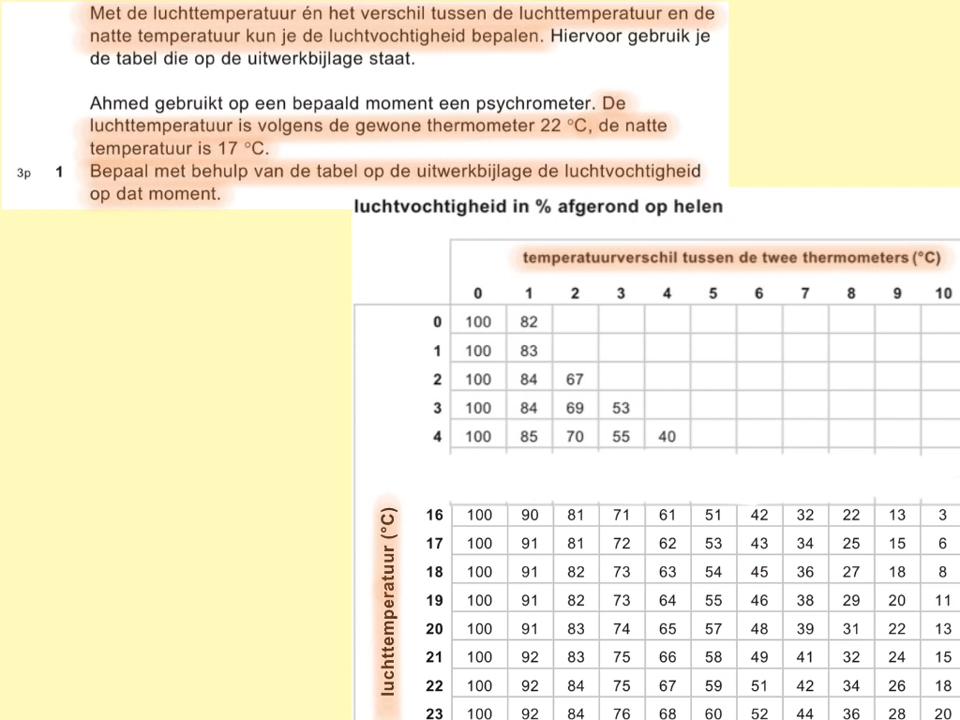 Met de luchttemperatuur én het verschil tussen de luchttemperatuur en de
natte temperatuur kun je de luchtvochtigheid bepalen. Hiervoor gebruik je
de tabel die op de uitwerkbijlage staat.
Ahmed gebruikt op een bepaald moment een psychrometer. De
luchttemperatuur is volgens de gewone thermometer 22 °C, de natte
temperatuur is 17 °C.
3p 1 Bepaal met behulp van de tabel op de uitwerkbijlage de luchtvochtigheid
op dat moment.
luchtvochtigheid in % afgerond op helen
temperatuurverschil tussen de twee thermometers (°C)
0 1 2 3 4 5 6 7 8 9 10
0 100 82
1 100 83
2 100 84 67
3 100 84 69 53
4 100 85 70 55 40
luchttemperatuur (°C)
16 100 90 81 71 61 51 42 32 22 13 3
17 100 91 81 72 62 53 43 34 25 15 6
18 100 91 82 73 63 54 45 36 27 18 8
19 100 91 82 73 64 55 46 38 29 20 11
20 100 91 83 74 65 57 48 39 31 22 13
21 100 92 83 75 66 58 49 41 32 24 15
22 100 92 84 75 67 59 51 42 34 26 18
23 100 92 84 76 68 60 52 44 36 28 20